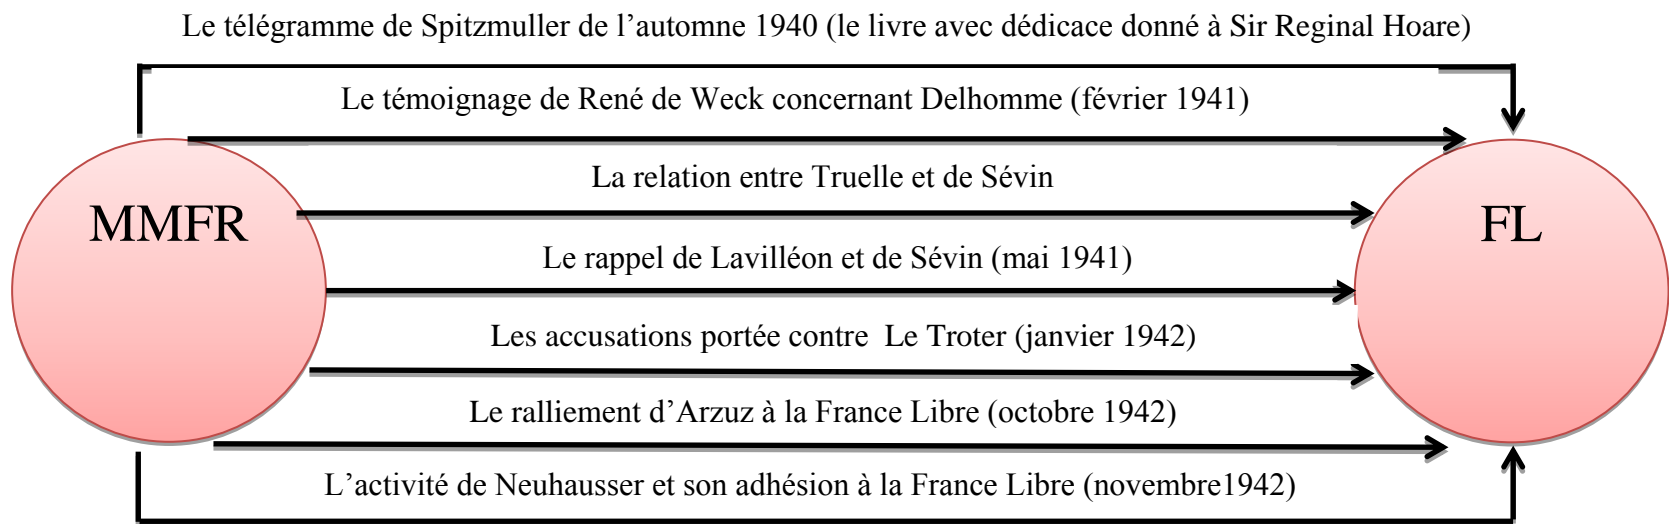 Le télégramme de Spitzmuller de l’automne 1940 (le livre avec dédicace donné à Sir Reginal Hoare)
Le témoignage de René de Weck concernant Delhomme (février 1941)
La relation entre Truelle et de Sévin
MMFR
FL
Le rappel de Lavilléon et de Sévin (mai 1941)
Les accusations portée contre Le Troter (janvier 1942)
Le ralliement d’Arzuz à la France Libre (octobre 1942)
L’activité de Neuhausser et son adhésion à la France Libre (novembre1942)